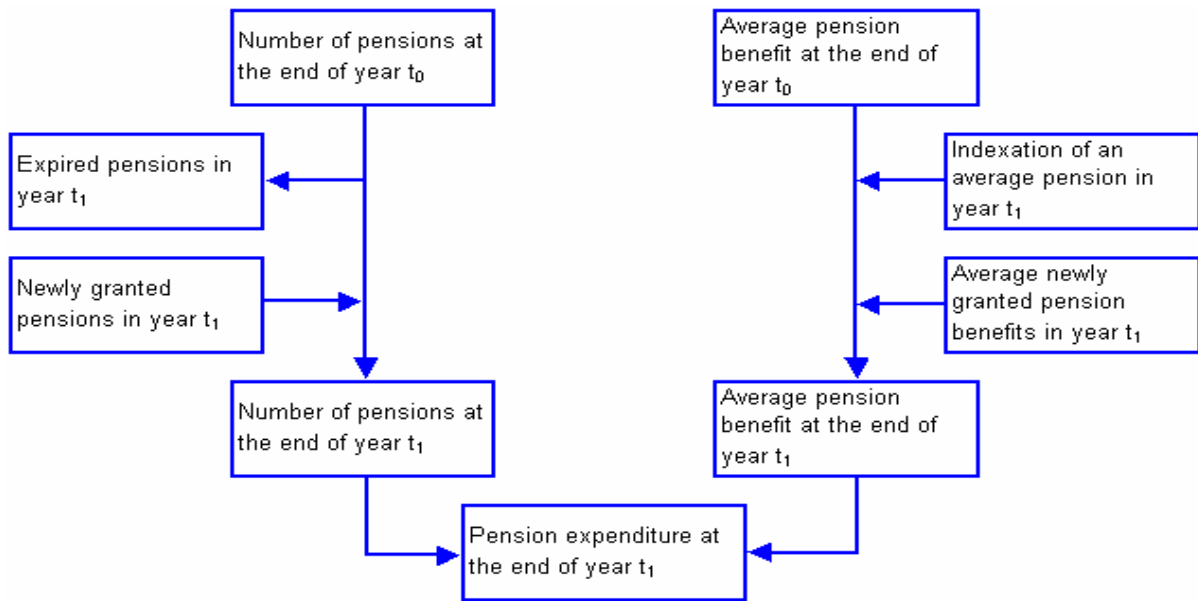 Number of pensions at
the end of year t₀
Average pension
benefit at the end of
year t₀
Expired pensions in
year t₁
Indexation of an
average pension in
year t₁
Newly granted
pensions in year t₁
Average newly
granted pension
benefits in year t₁
Number of pensions at
the end of year t₁
Average pension
benefit at the end of
year t₁
Pension expenditure at
the end of year t₁